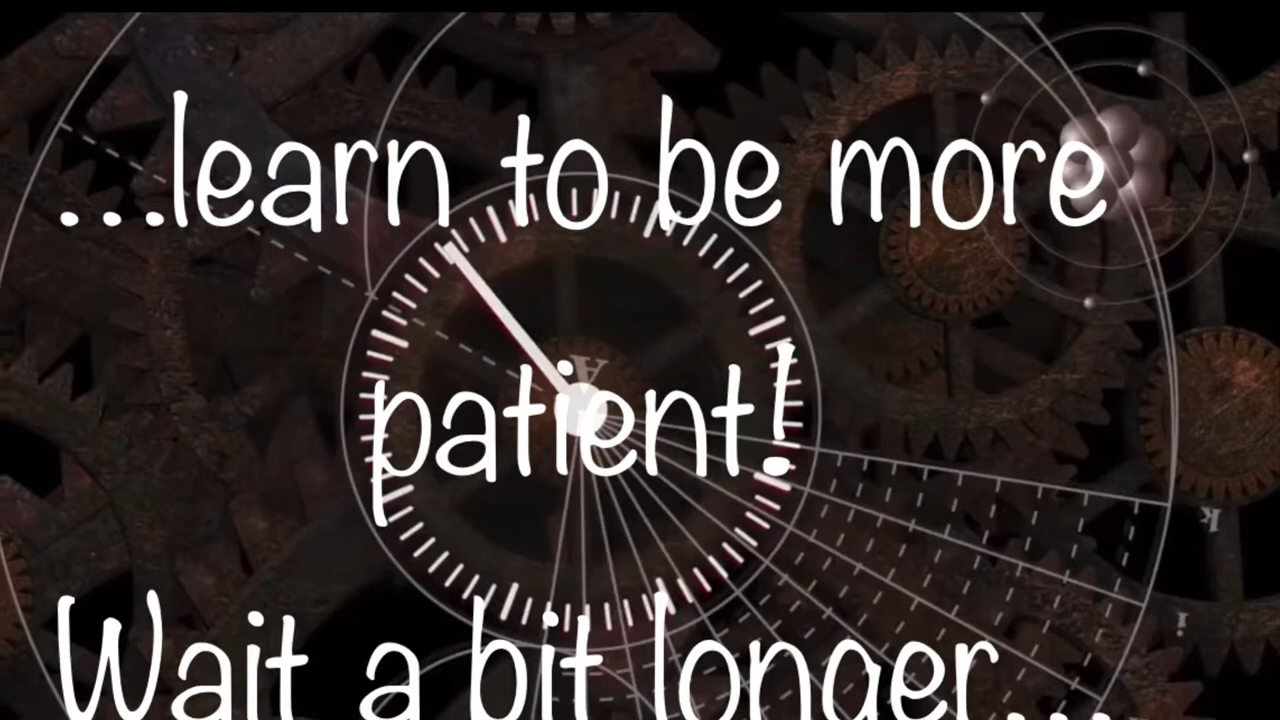 ...learn to be more
A
patient!
k
i
Wait a bit longer...